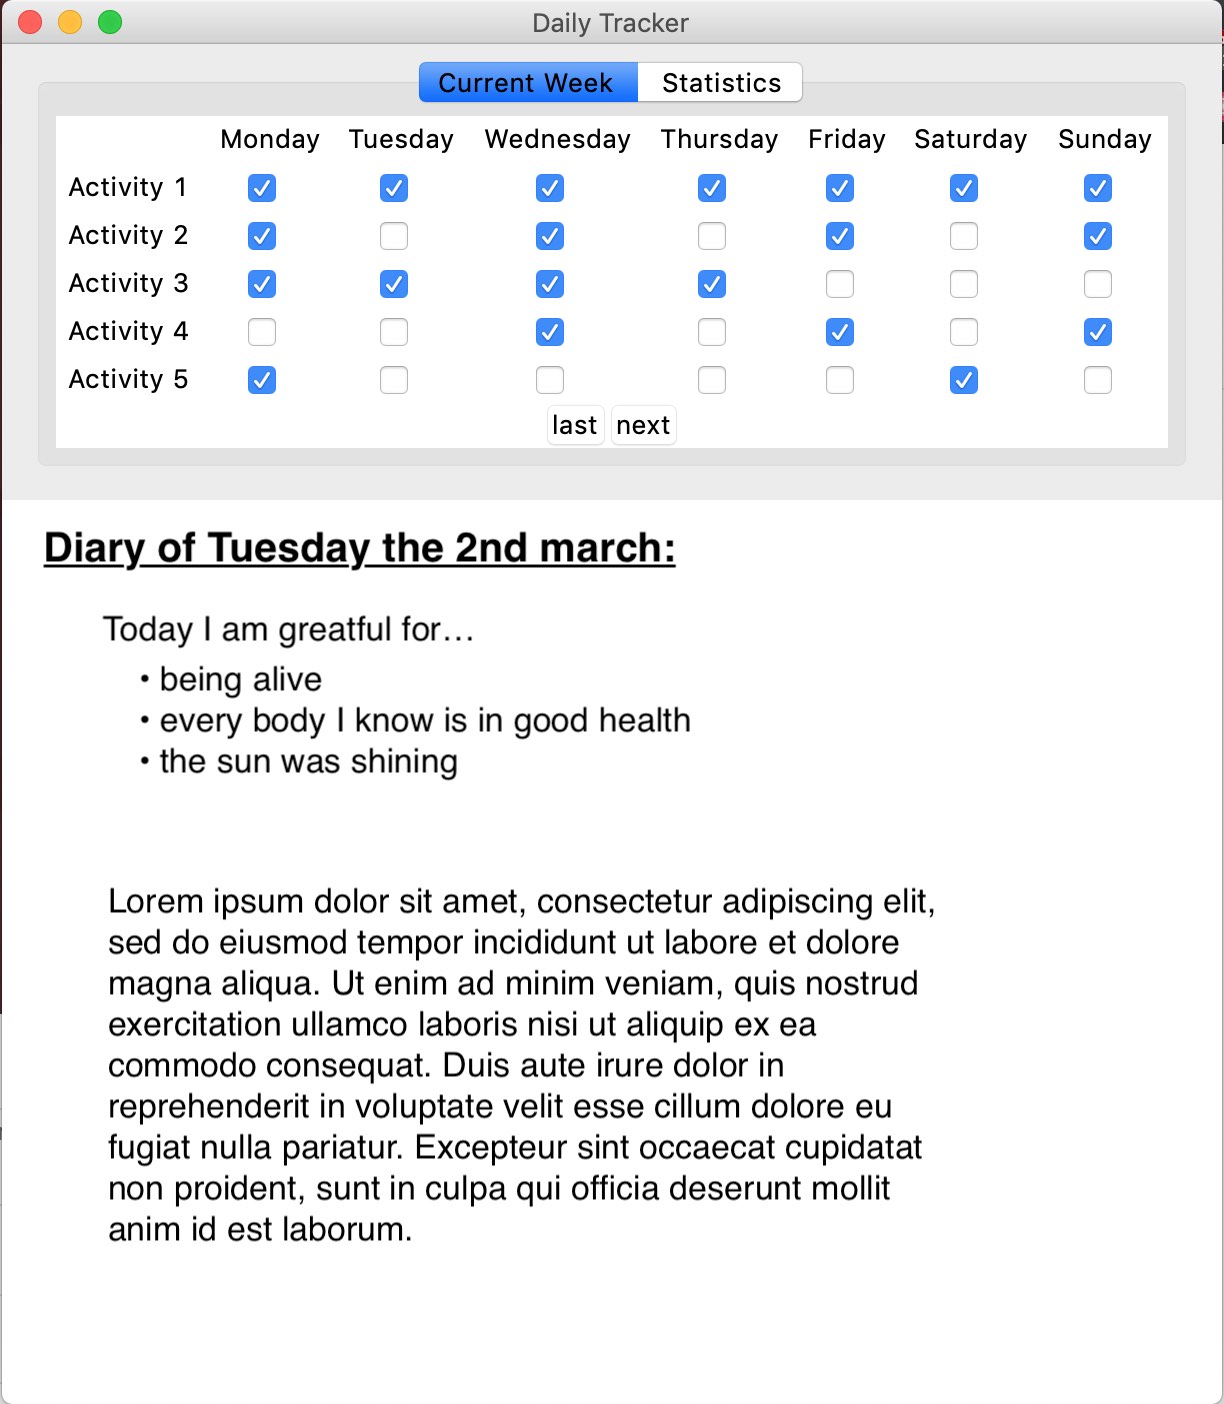 Daily Tracker
Current Week Statistics
Monday Tuesday Wednesday Thursday Friday Saturday Sunday
Activity 1
Activity 2
Activity 3
Activity 4
Activity 5
last next
Diary of Tuesday the 2nd march:
Today I am greatful for…
• being alive
• every body I know is in good health
• the sun was shining
Lorem ipsum dolor sit amet, consectetur adipiscing elit,
sed do eiusmod tempor incididunt ut labore et dolore
magna aliqua. Ut enim ad minim veniam, quis nostrud
exercitation ullamco laboris nisi ut aliquip ex ea
commodo consequat. Duis aute irure dolor in
reprehenderit in voluptate velit esse cillum dolore eu
fugiat nulla pariatur. Excepteur sint occaecat cupidatat
non proident, sunt in culpa qui officia deserunt mollit
anim id est laborum.